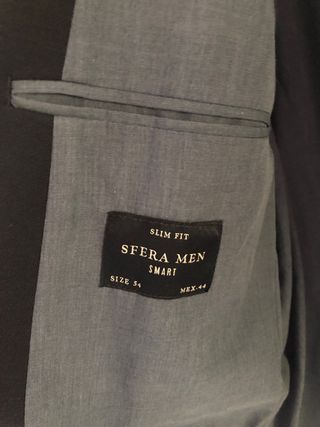 SLIM FIT
SFERA MEN
SMART
SIZE 54 MEX.44